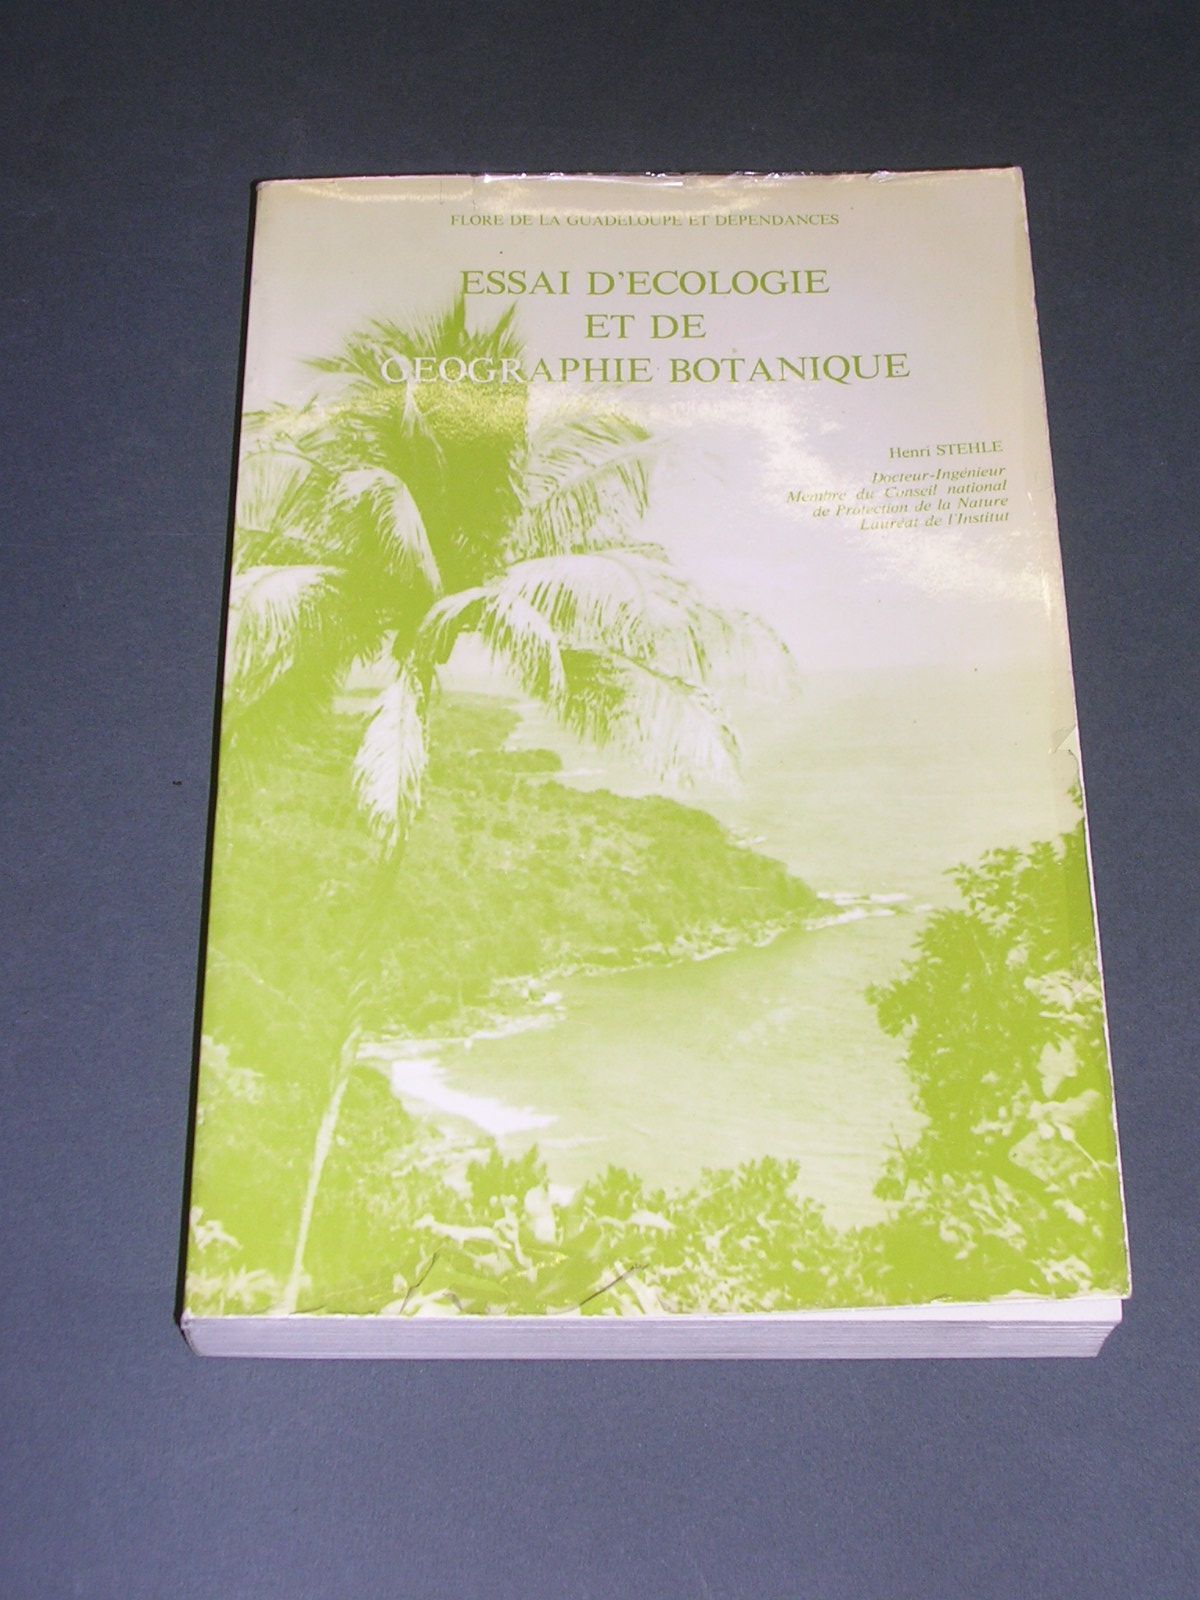 FLORE DE LA GUADELOUPE ET DEPENDANCES
ESSAI D'ECOLOGIE
ET DE
GEOGRAPHIE BOTANIQUE
Henri STEHLE
Docteur-Ingénieur
Membre du Conseil national
de Protection de la Nature
Lauréat de l'Institut